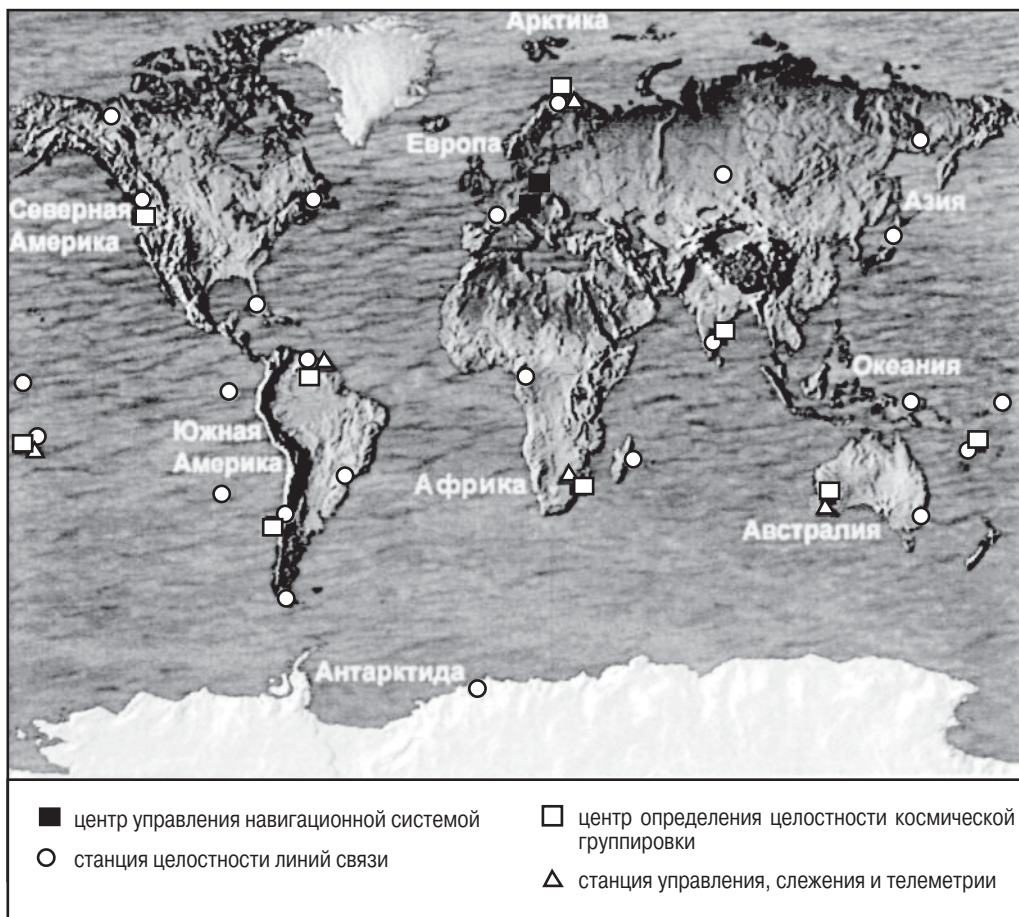 Арктика
Европа
Северная
Америка
Азия
Океания
Южная
Америка
Африка
Австралия
Антарктида
центр управления навигационной системой
станция целостности линий связи
центр определения целостности космической
группировки
станция управления, слежения и телеметрии